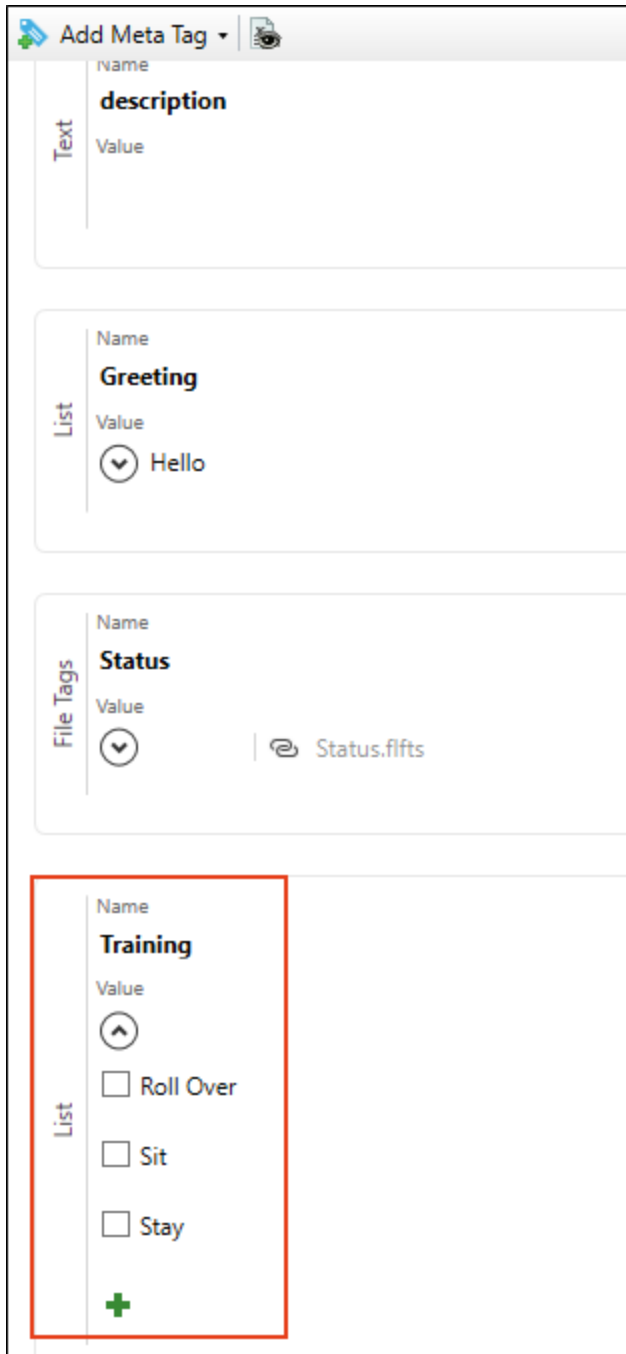 Add Meta Tag
Name
description
Text
Value
Name
Greeting
List
Value
Hello
Name
Status
File Tags
Value
Status.flfts
Name
Training
Value
Roll Over
List
Sit
Stay